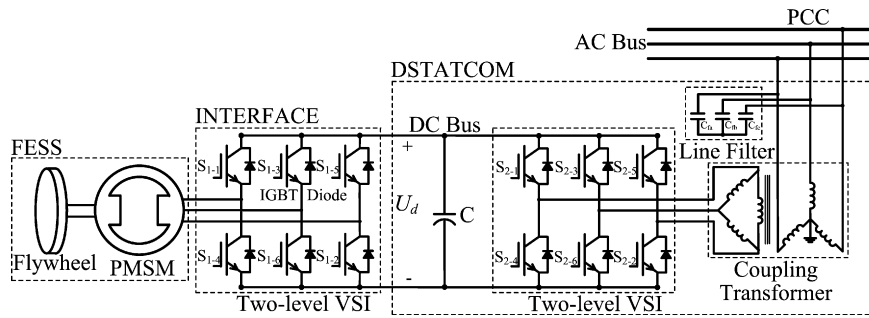 PCC
AC Bus
DSTATCOM
INTERFACE
DC Bus
FESS
Line Filter
Cfa Cfb Cfc
S1-1 S1-3 S1-5
IGBT Diode
+
Ud
C
-
S2-1 S2-3 S2-5
S1-4 S1-6 S1-2
S2-4 S2-6 S2-2
Flywheel
PMSM
Two-level VSI
Two-level VSI
Coupling
Transformer